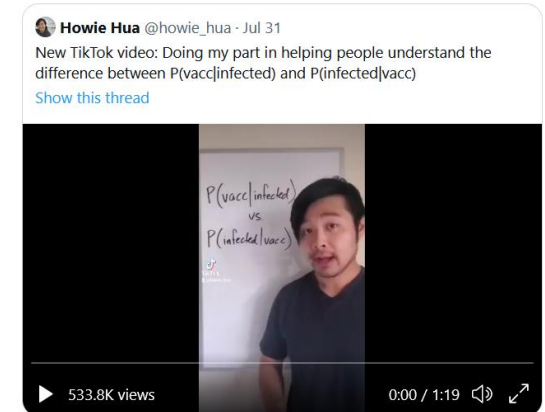 Howie Hua @howie_hua · Jul 31
New TikTok video: Doing my part in helping people understand the
difference between P(vacc|infected) and P(infected|vacc)
Show this thread
P(vacc|infected)
vs
P(infected|vacc)
533.8K views
0:00 / 1:19